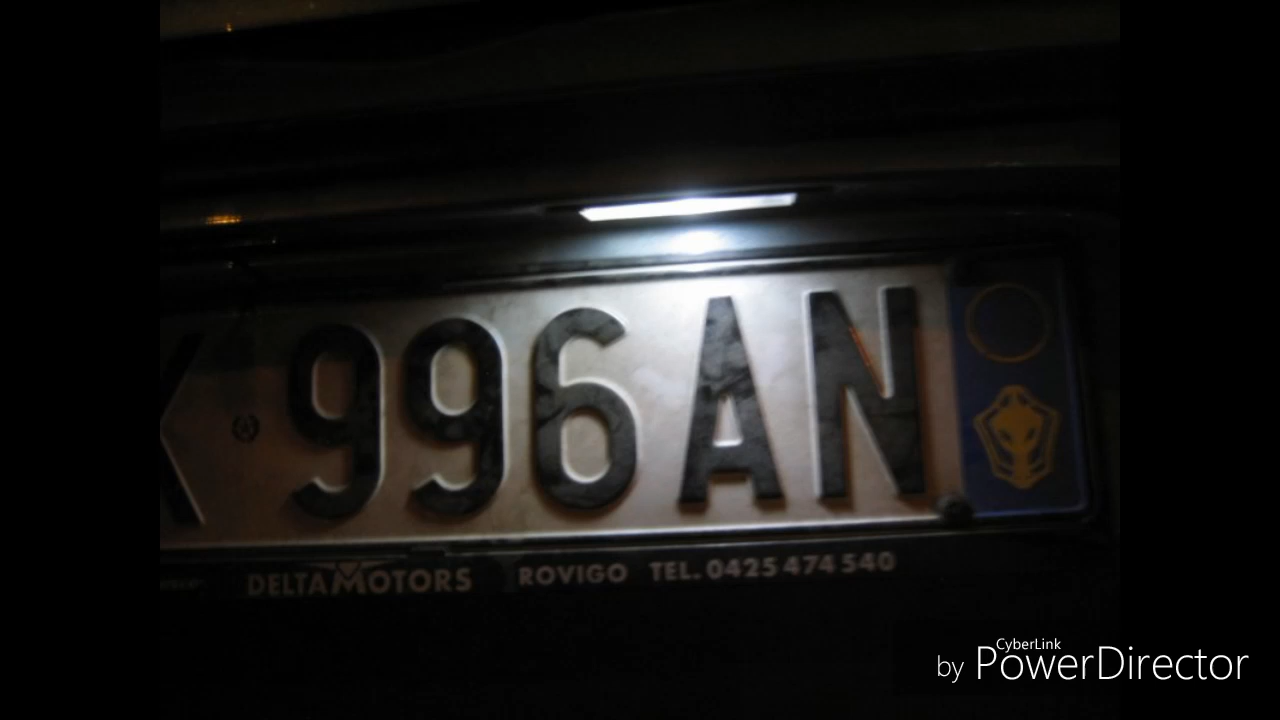 996AN
DELTAMOTORS ROVIGO TEL. 0425 474 540
CyberLink
by PowerDirector